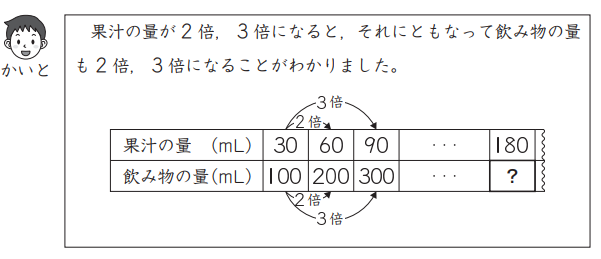 果汁の量が2倍，3倍になると，それにともなって飲み物の量
も2倍，3倍になることがわかりました。
かいと
3倍
2倍
果汁の量 (mL) 30 60 90 ··· 180
飲み物の量(mL) 100 200 300 ··· ?
2倍
3倍